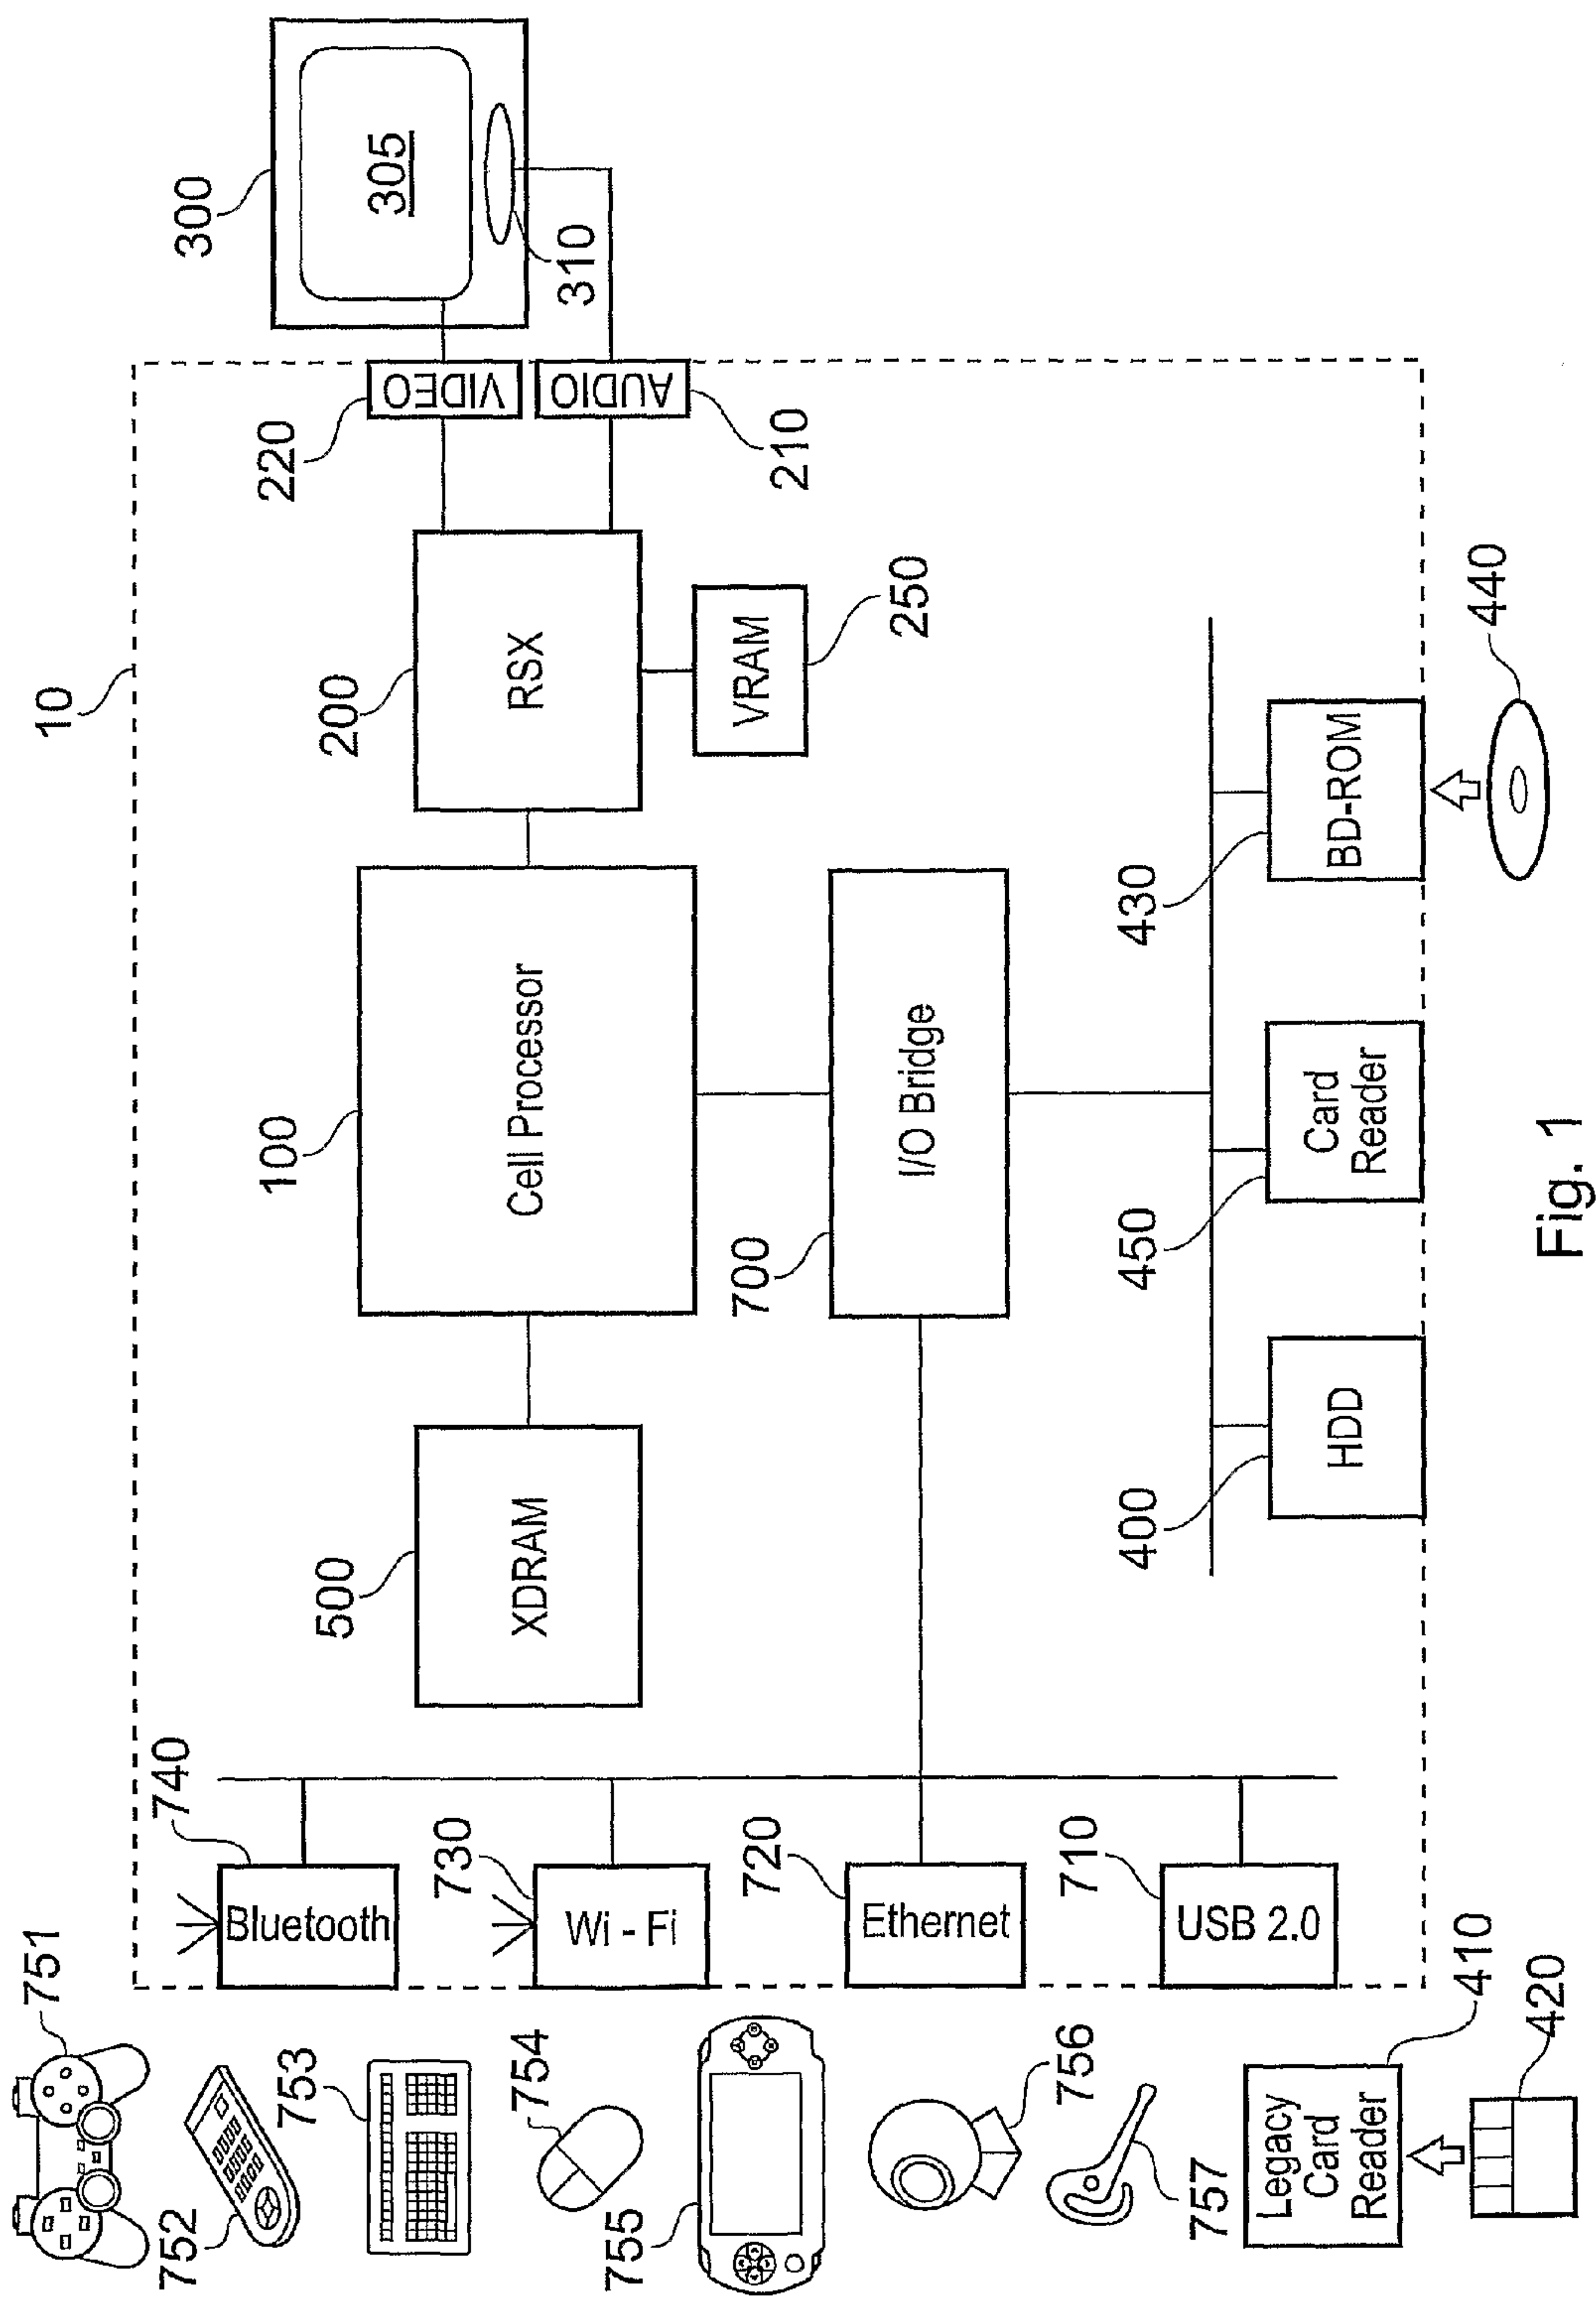 10
300
305
310
220
VIDEO
AUDIO
210
200
RSX
VRAM
250
100
Cell Processor
500
XDRAM
700
I/O Bridge
740
Bluetooth
730
Wi - Fi
720
Ethernet
710
USB 2.0
400
HDD
450
Card
Reader
430
BD-ROM
440
751
752
753
754
755
756
757
Legacy
Card
Reader
410
420
Fig. 1